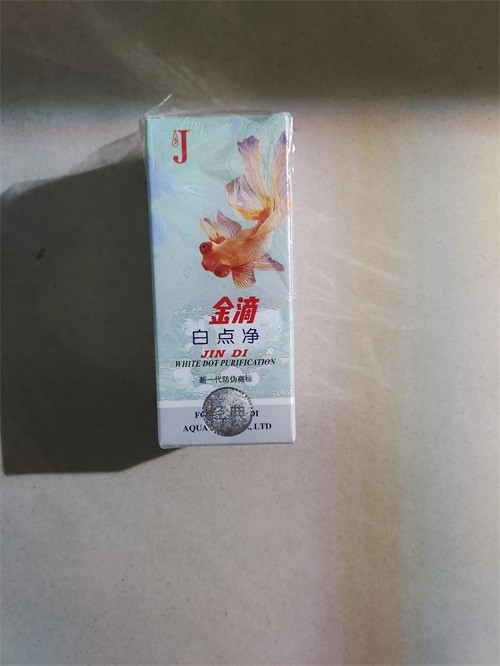 J
金滴
白点净
JIN DI
WHITE DOT PURIFICATION
新一代防伪商标
经典
DI
AQUA
, LTD